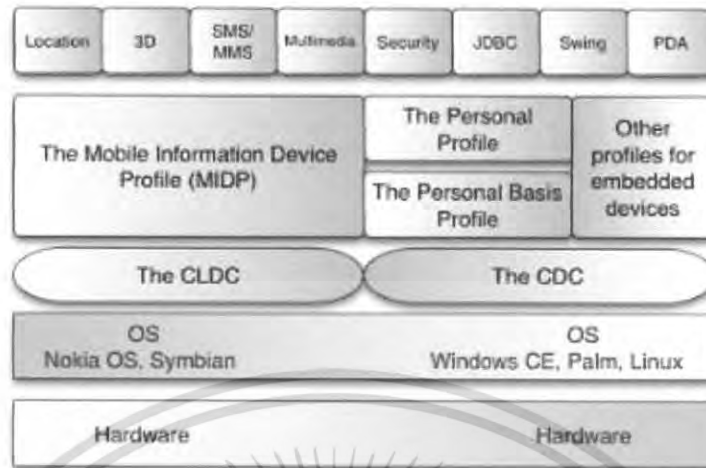 Location 3D SMS/ MMS Multimedia Security JDBC Swing PDA
The Mobile Information Device
Profile (MIDP)
The Personal
Profile
The Personal Basis
Profile
Other
profiles for
embedded
devices
The CLDC The CDC
OS
Nokia OS, Symbian
OS
Windows CE, Palm, Linux
Hardware Hardware